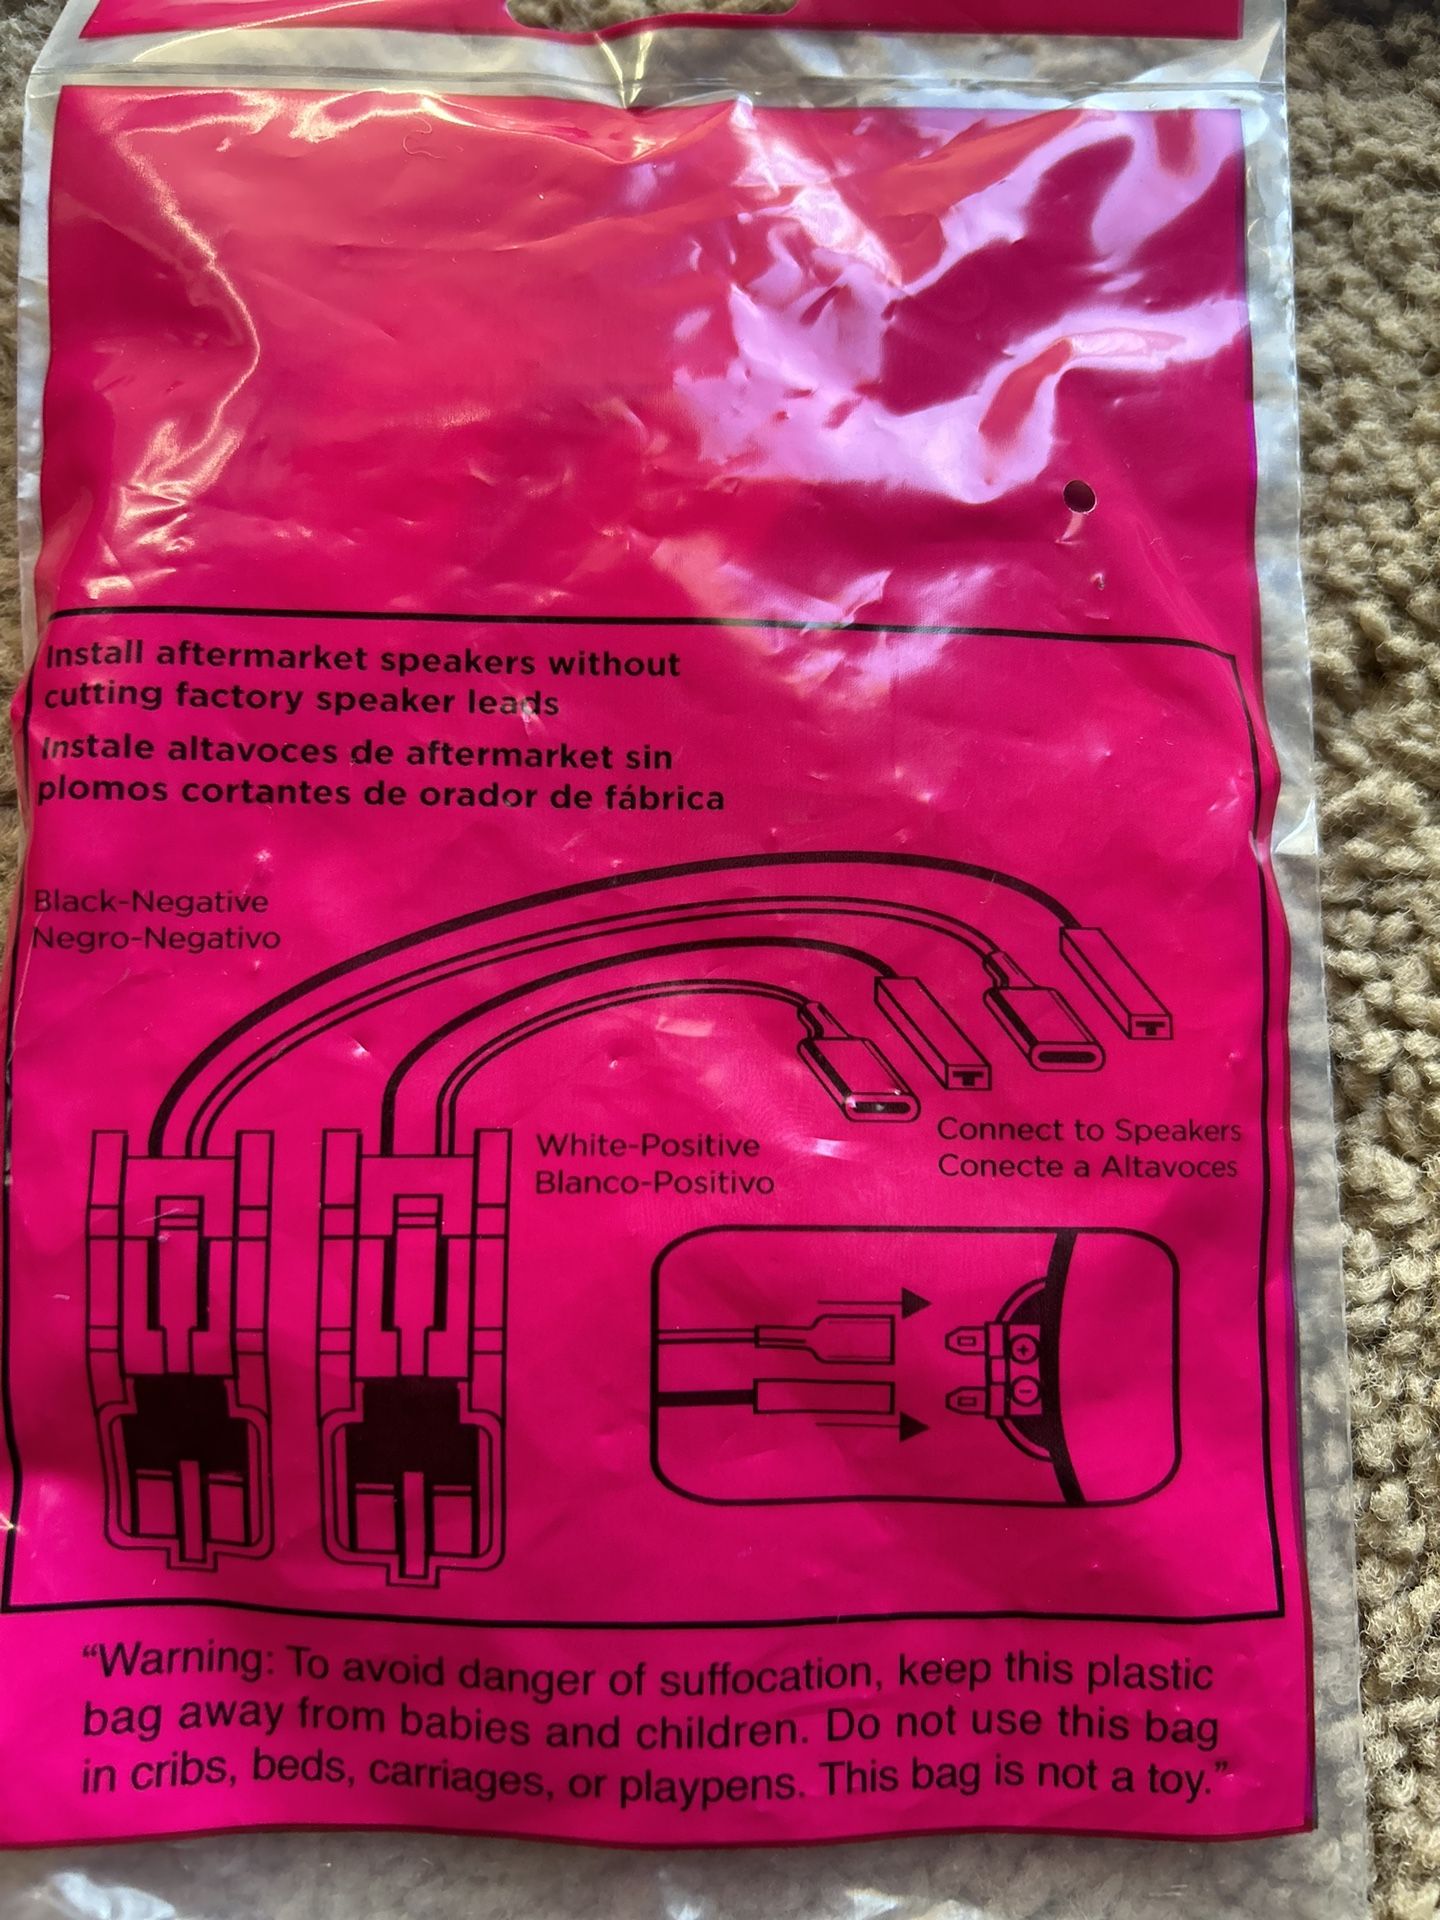 Install aftermarket speakers without
cutting factory speaker leads
Instale altavoces de aftermarket sin
plomos cortantes de orador de fábrica
Black-Negative
Negro-Negativo
White-Positive
Blanco-Positivo
Connect to Speakers
Conecte a Altavoces
+
-
“Warning: To avoid danger of suffocation, keep this plastic
bag away from babies and children. Do not use this bag
in cribs, beds, carriages, or playpens. This bag is not a toy.”